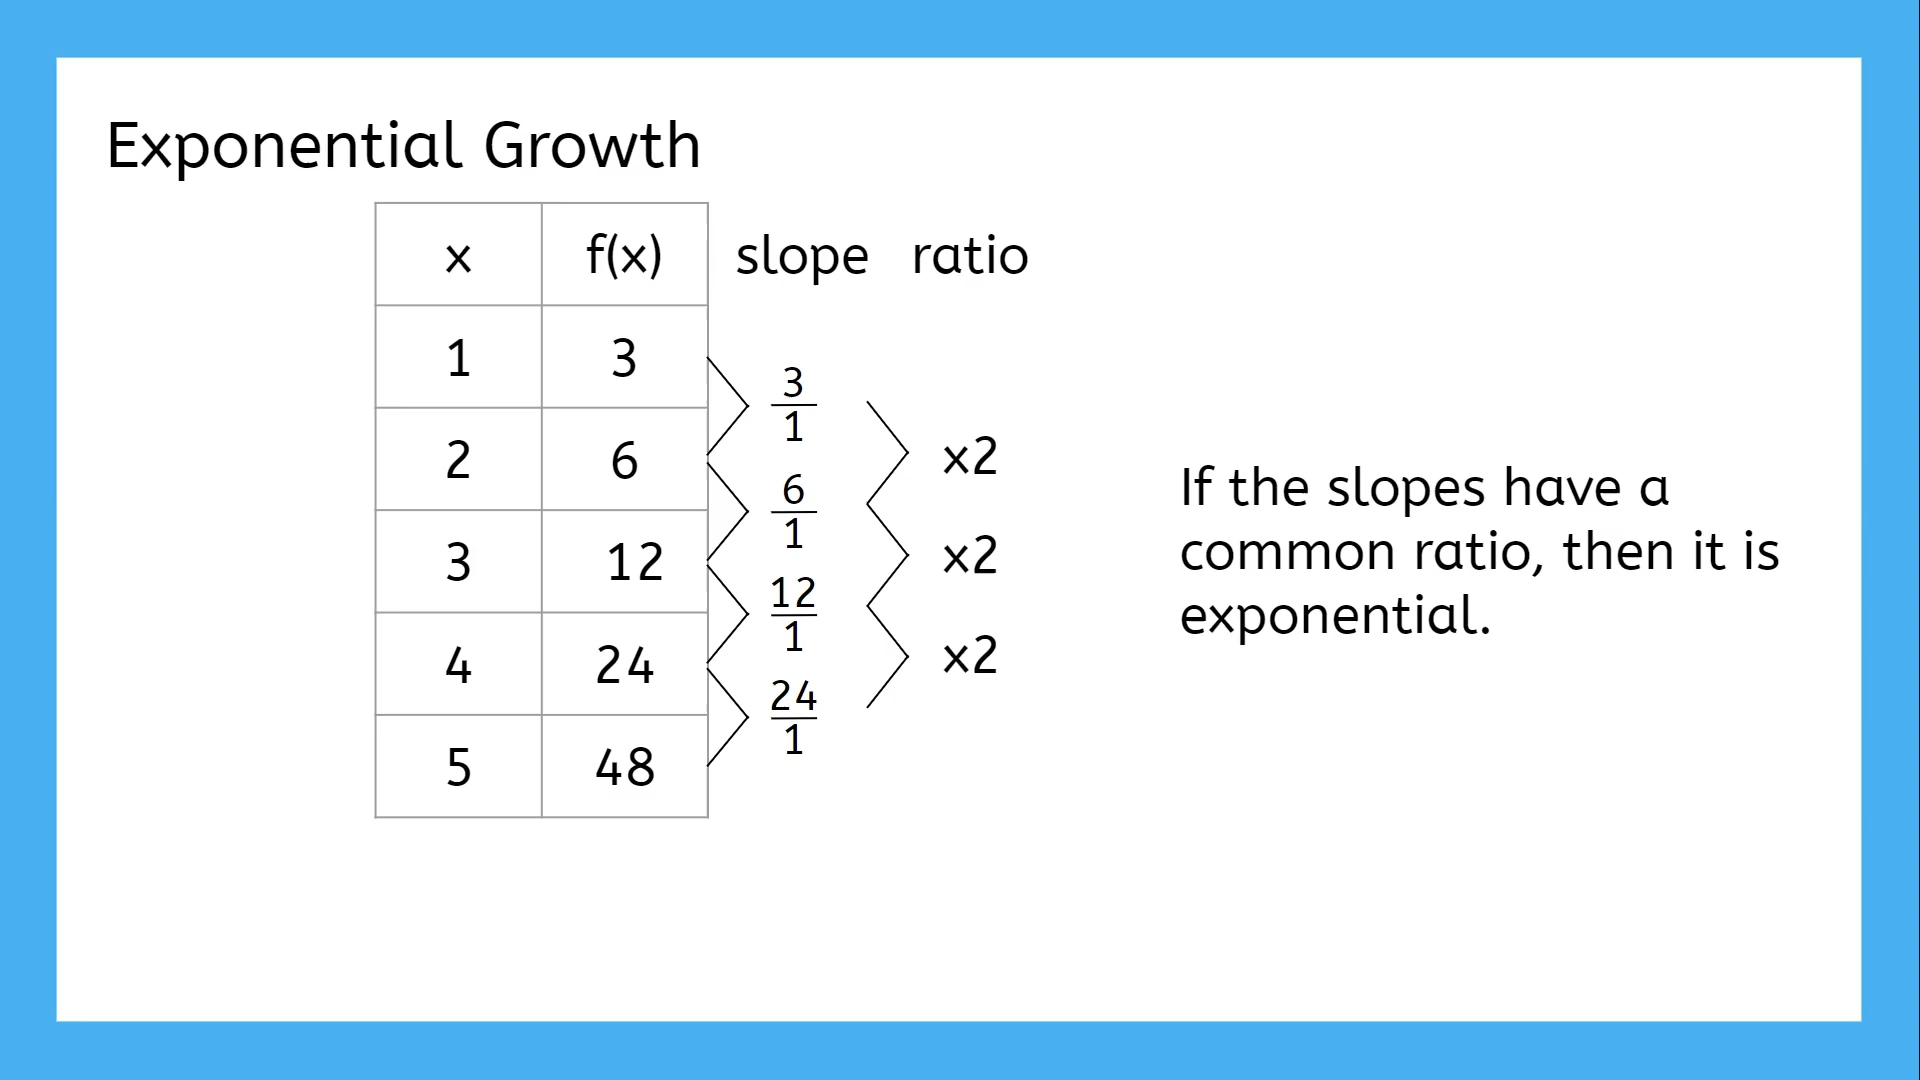 Exponential Growth
x f(x) slope ratio
1 3
3/1
2 6 x2
6/1
3 12 x2
12/1
4 24 x2
24/1
5 48
If the slopes have a
common ratio, then it is
exponential.